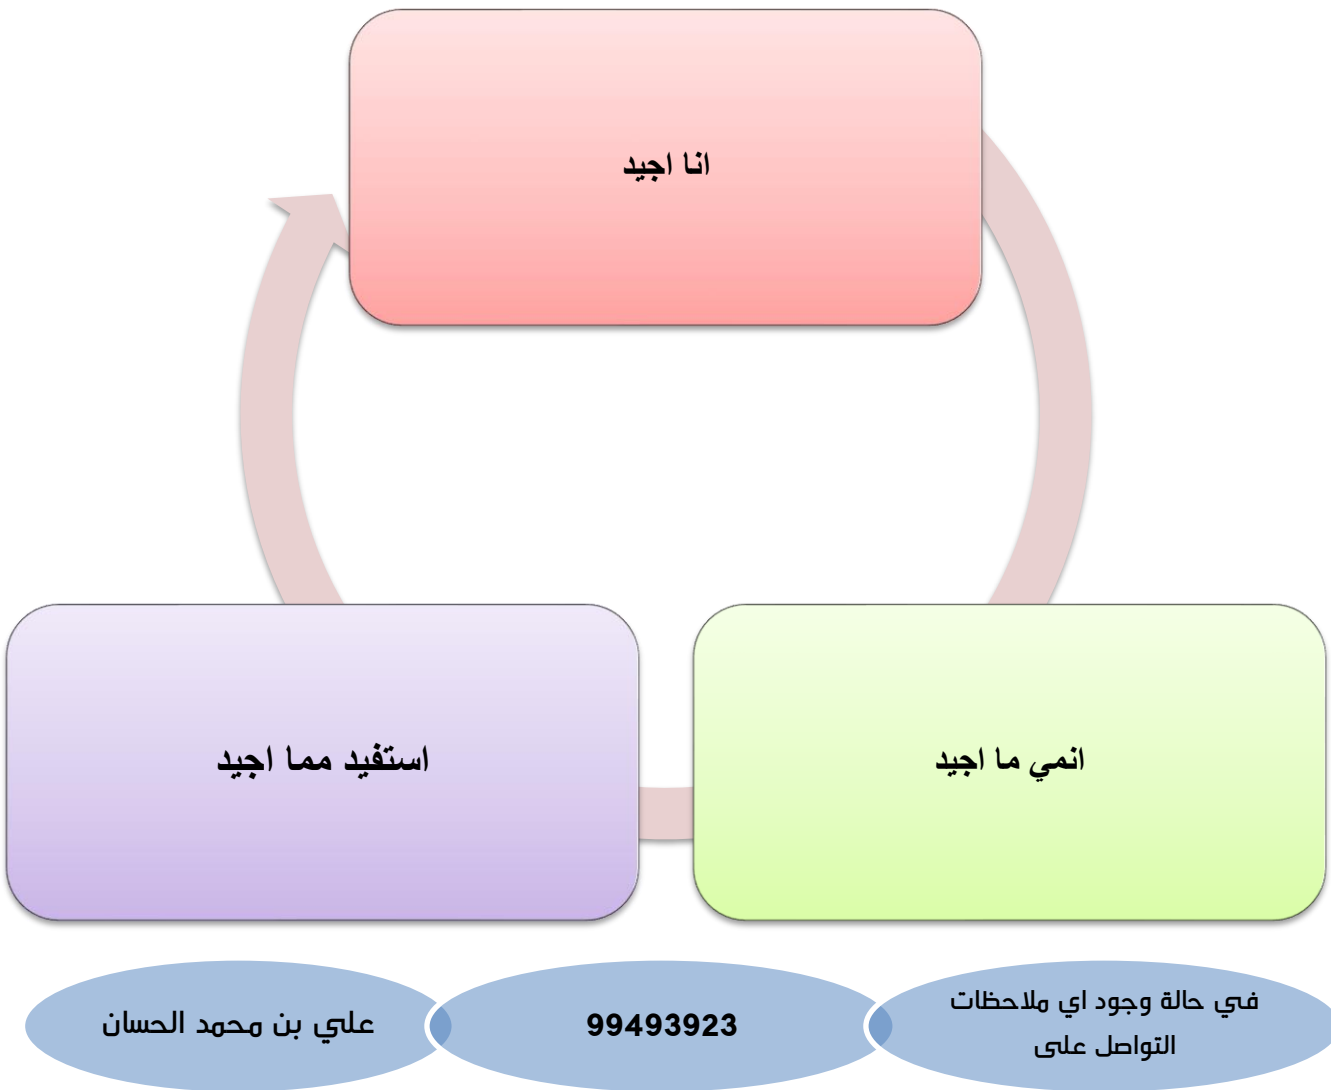 انا اجيد
انمي ما اجيد
استفيد مما اجيد
في حالة وجود اي ملاحظات
التواصل على
99493923
علي بن محمد الحسان